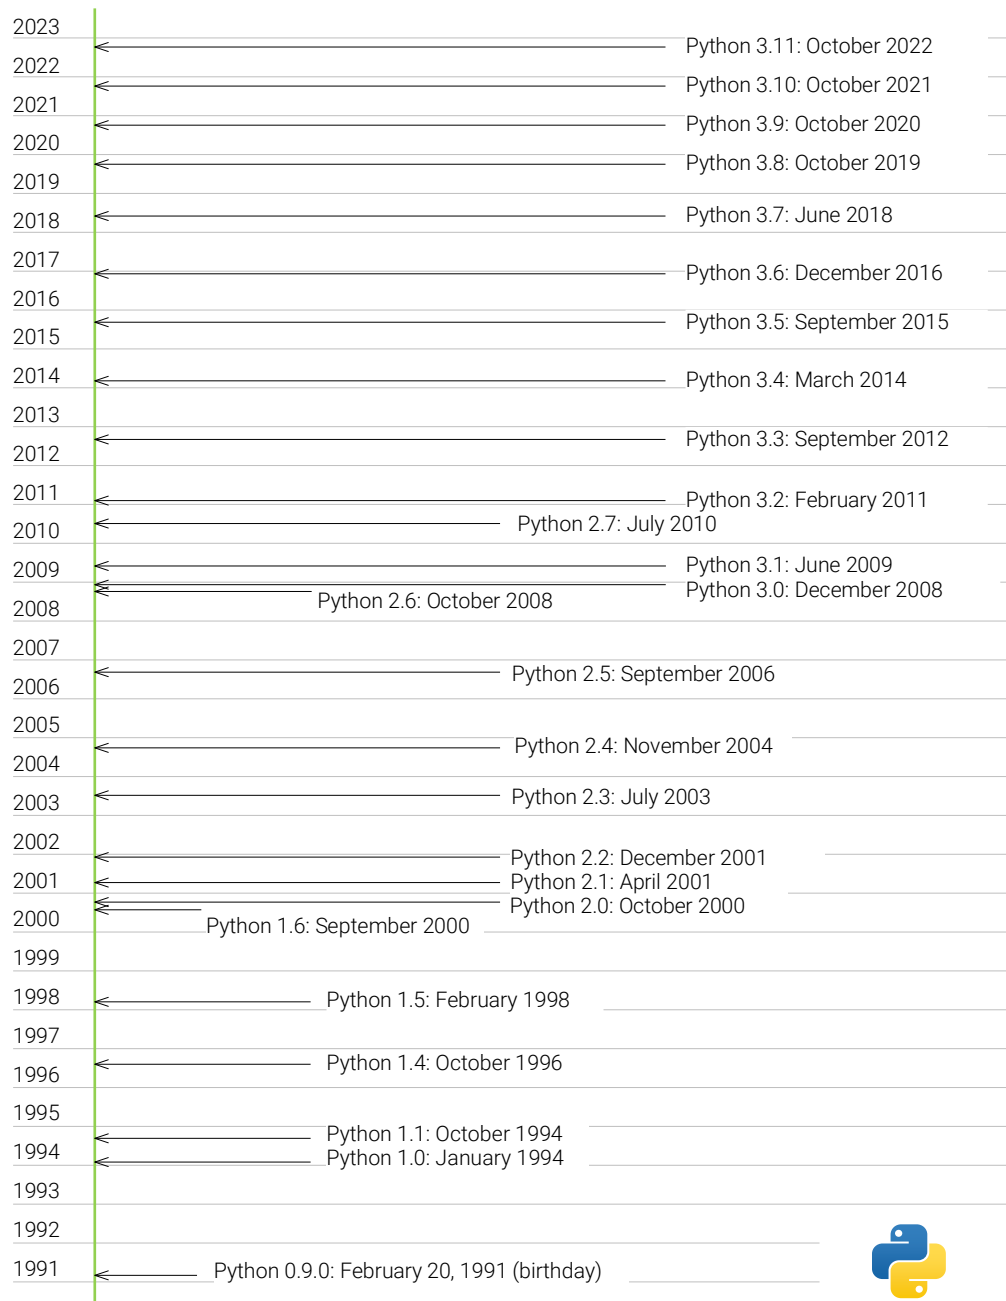 2023
Python 3.11: October 2022
2022
Python 3.10: October 2021
2021
Python 3.9: October 2020
2020
Python 3.8: October 2019
2019
Python 3.7: June 2018
2018
2017
Python 3.6: December 2016
2016
Python 3.5: September 2015
2015
2014
Python 3.4: March 2014
2013
Python 3.3: September 2012
2012
2011
Python 3.2: February 2011
Python 2.7: July 2010
2010
Python 3.1: June 2009
2009
Python 3.0: December 2008
Python 2.6: October 2008
2008
2007
Python 2.5: September 2006
2006
2005
Python 2.4: November 2004
2004
Python 2.3: July 2003
2003
2002
Python 2.2: December 2001
2001
Python 2.1: April 2001
Python 2.0: October 2000
2000
Python 1.6: September 2000
1999
1998
Python 1.5: February 1998
1997
Python 1.4: October 1996
1996
1995
Python 1.1: October 1994
1994
Python 1.0: January 1994
1993
1992
1991
Python 0.9.0: February 20, 1991 (birthday)